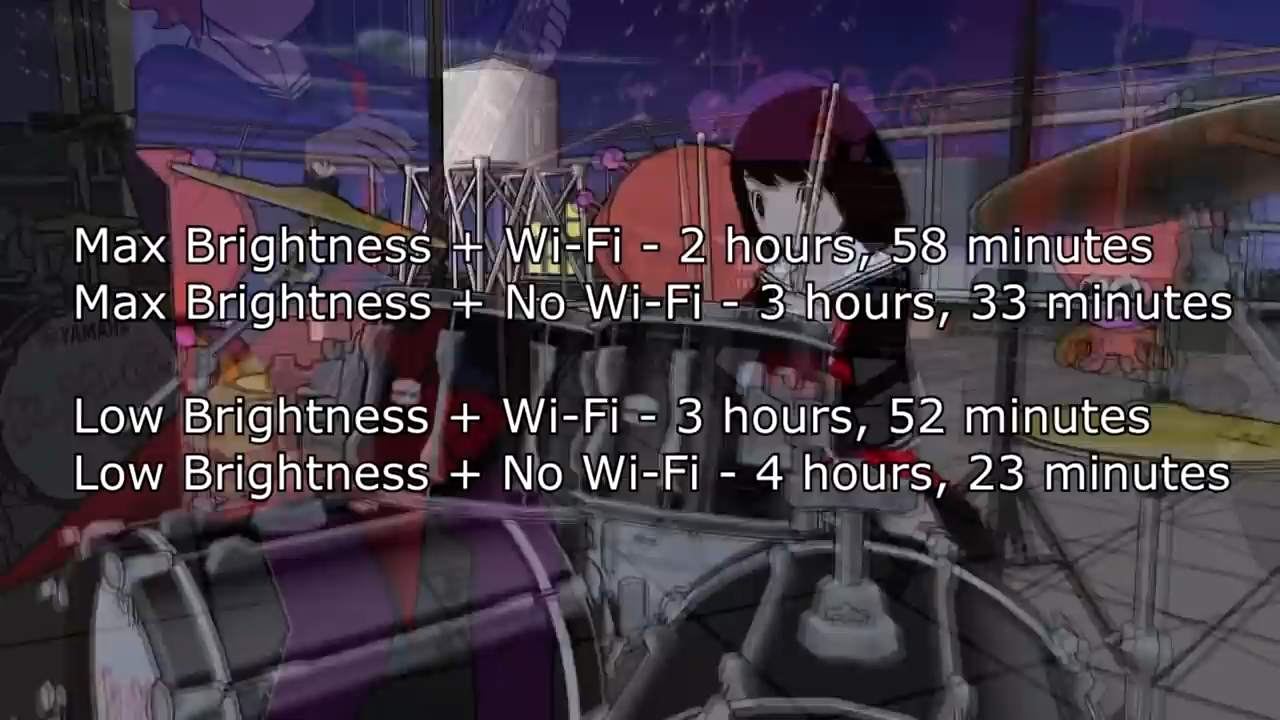 Max Brightness + Wi-Fi - 2 hours, 58 minutes
Max Brightness + No Wi-Fi - 3 hours, 33 minutes
Low Brightness + Wi-Fi - 3 hours, 52 minutes
Low Brightness + No Wi-Fi - 4 hours, 23 minutes
YAMAHA